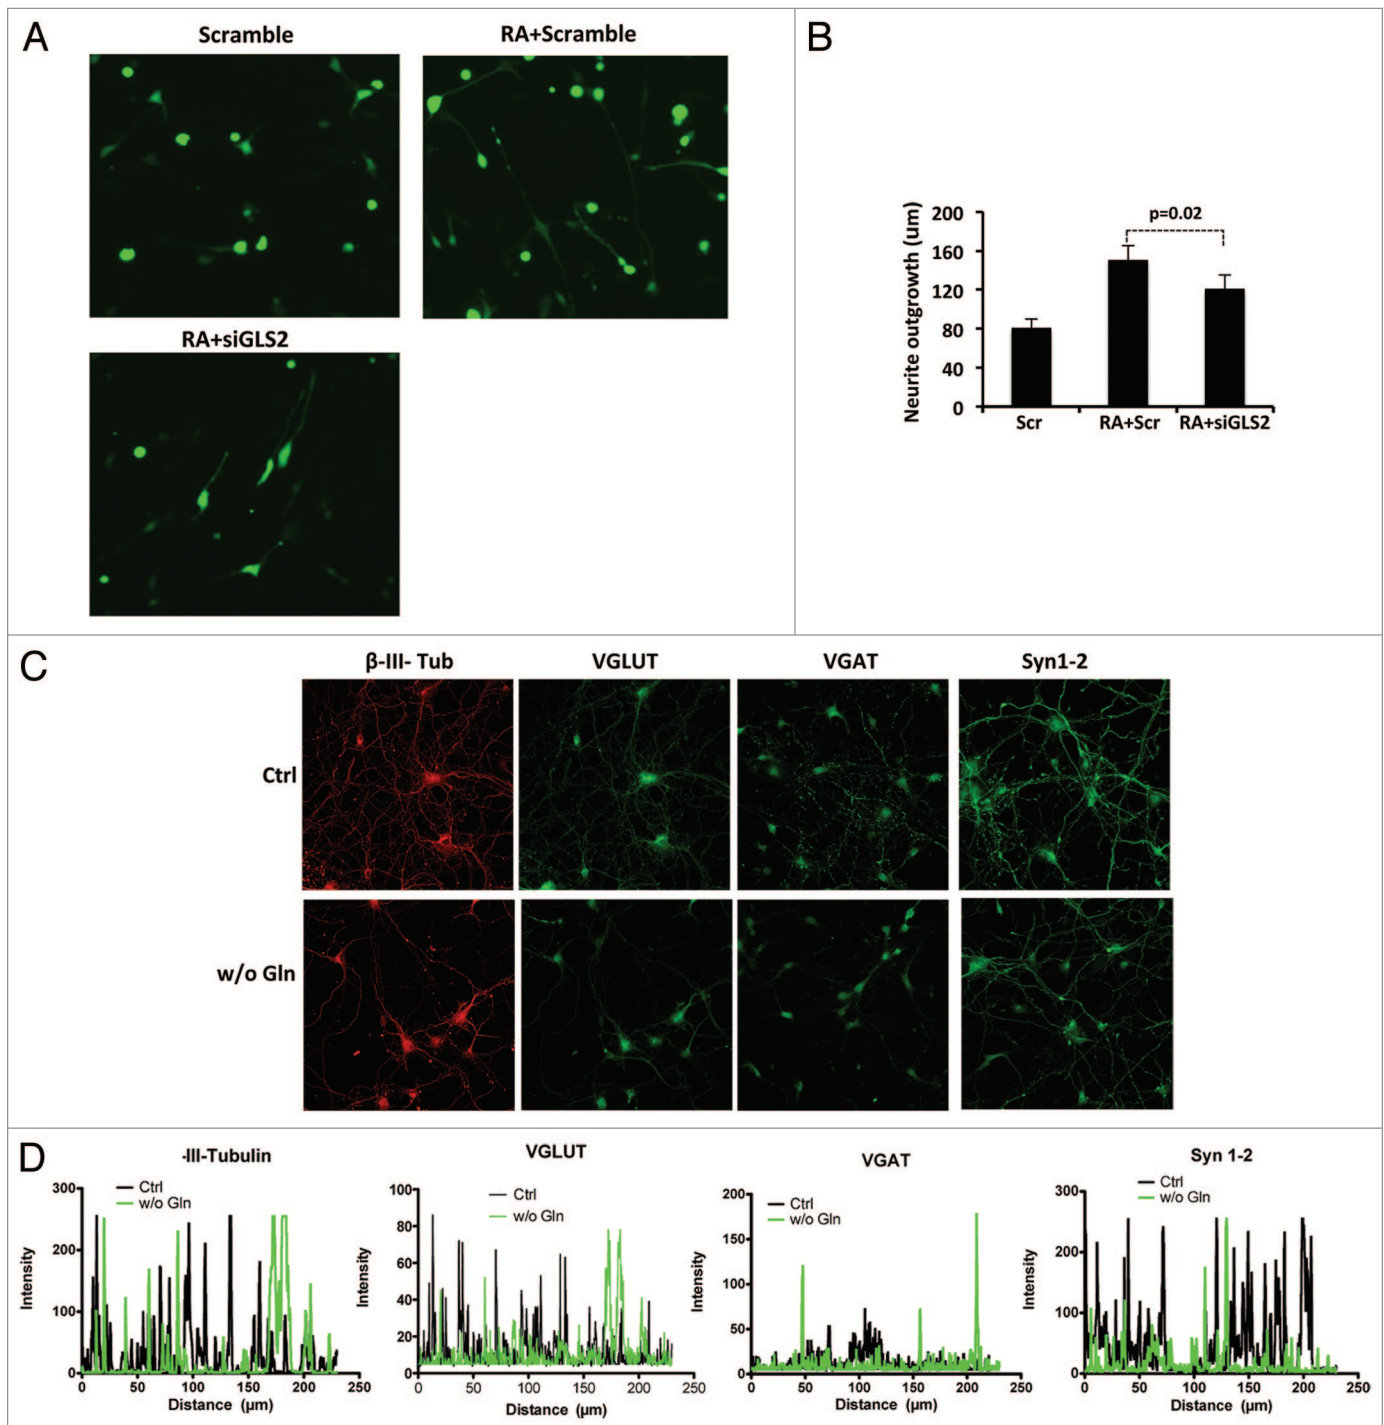 A
Scramble
RA+Scramble
RA+siGLS2
B
Neurite outgrowth (um)
200
160
120
80
40
0
p=0.02
Scr
RA+Scr
RA+siGLS2
C
β-III- Tub
VGLUT
VGAT
Syn1-2
Ctrl
w/o Gln
D
-III-Tubulin
Ctrl
w/o Gln
Intensity
300
200
100
0
0
50
100
150
200
250
Distance (µm)
VGLUT
Ctrl
w/o Gln
Intensity
100
80
60
40
20
0
0
50
100
150
200
250
Distance (µm)
VGAT
Ctrl
w/o Gln
Intensity
200
150
100
50
0
0
50
100
150
200
250
Distance (µm)
Syn 1-2
Ctrl
w/o Gln
Intensity
300
200
100
0
0
50
100
150
200
250
Distance (µm)